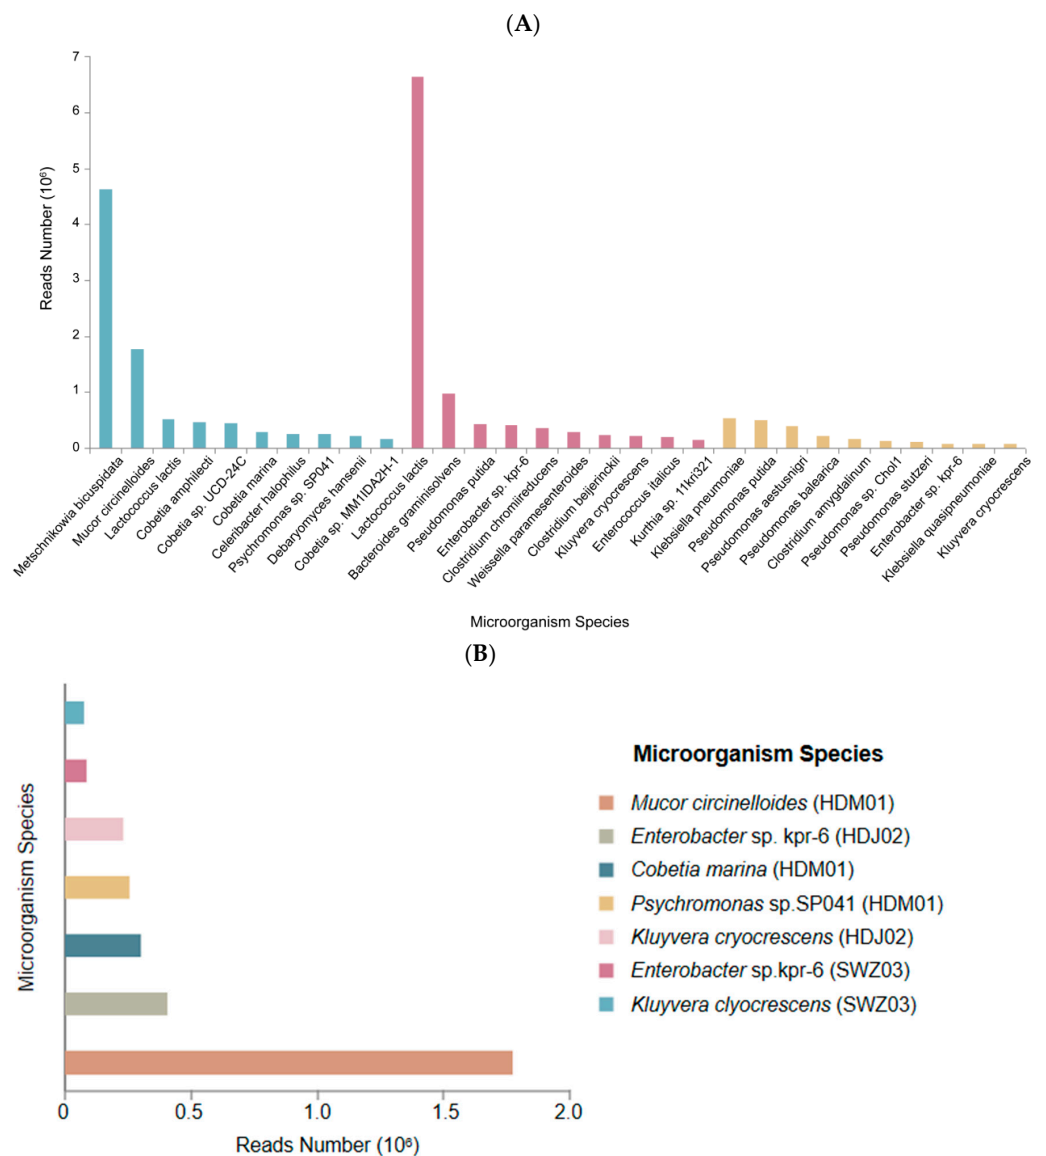 (A)
7
6
5
4
3
2
1
0
Reads Number (10⁶)
Metschnikowia bicuspidata
Mucor circinelloides
Lactococcus lactis
Cobetia amphilecti
Cobetia sp. UCD-24C
Cobetia marina
Celeribacter halophilus
Psychromonas sp. SP041
Debaryomyces hansenii
Cobetia sp. MM1IDA2H-1
Lactococcus lactis
Bacteroides graminisolvens
Pseudomonas putida
Enterobacter sp. kpr-6
Clostridium chromiireducens
Weissella paramesenteroides
Clostridium beijerinckii
Kluyvera cryocrescens
Enterococcus italicus
Kurthia sp. 11kri321
Klebsiella pneumoniae
Pseudomonas putida
Pseudomonas aestusnigri
Pseudomonas balearica
Clostridium amygdalinum
Pseudomonas sp. Chol1
Pseudomonas stutzeri
Enterobacter sp. kpr-6
Klebsiella quasipneumoniae
Kluyvera cryocrescens
Microorganism Species
(B)
Microorganism Species
0
0.5
1.0
1.5
2.0
Reads Number (10⁶)
Microorganism Species
Mucor circinelloides (HDM01)
Enterobacter sp. kpr-6 (HDJ02)
Cobetia marina (HDM01)
Psychromonas sp.SP041 (HDM01)
Kluyvera cryocrescens (HDJ02)
Enterobacter sp.kpr-6 (SWZ03)
Kluyvera clyocrescens (SWZ03)